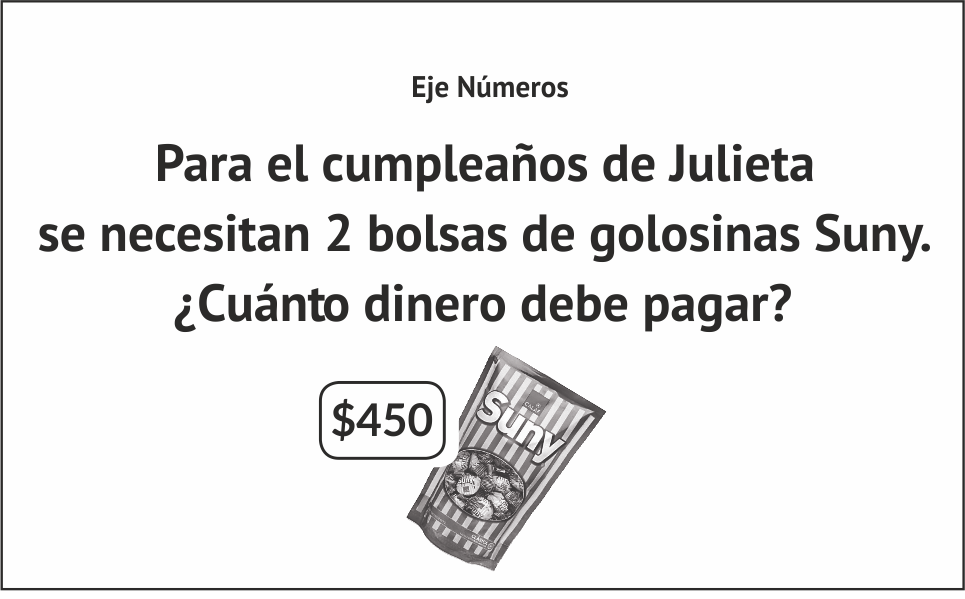 Eje Números
Para el cumpleaños de Julieta
se necesitan 2 bolsas de golosinas Suny.
¿Cuánto dinero debe pagar?
$450
Suny